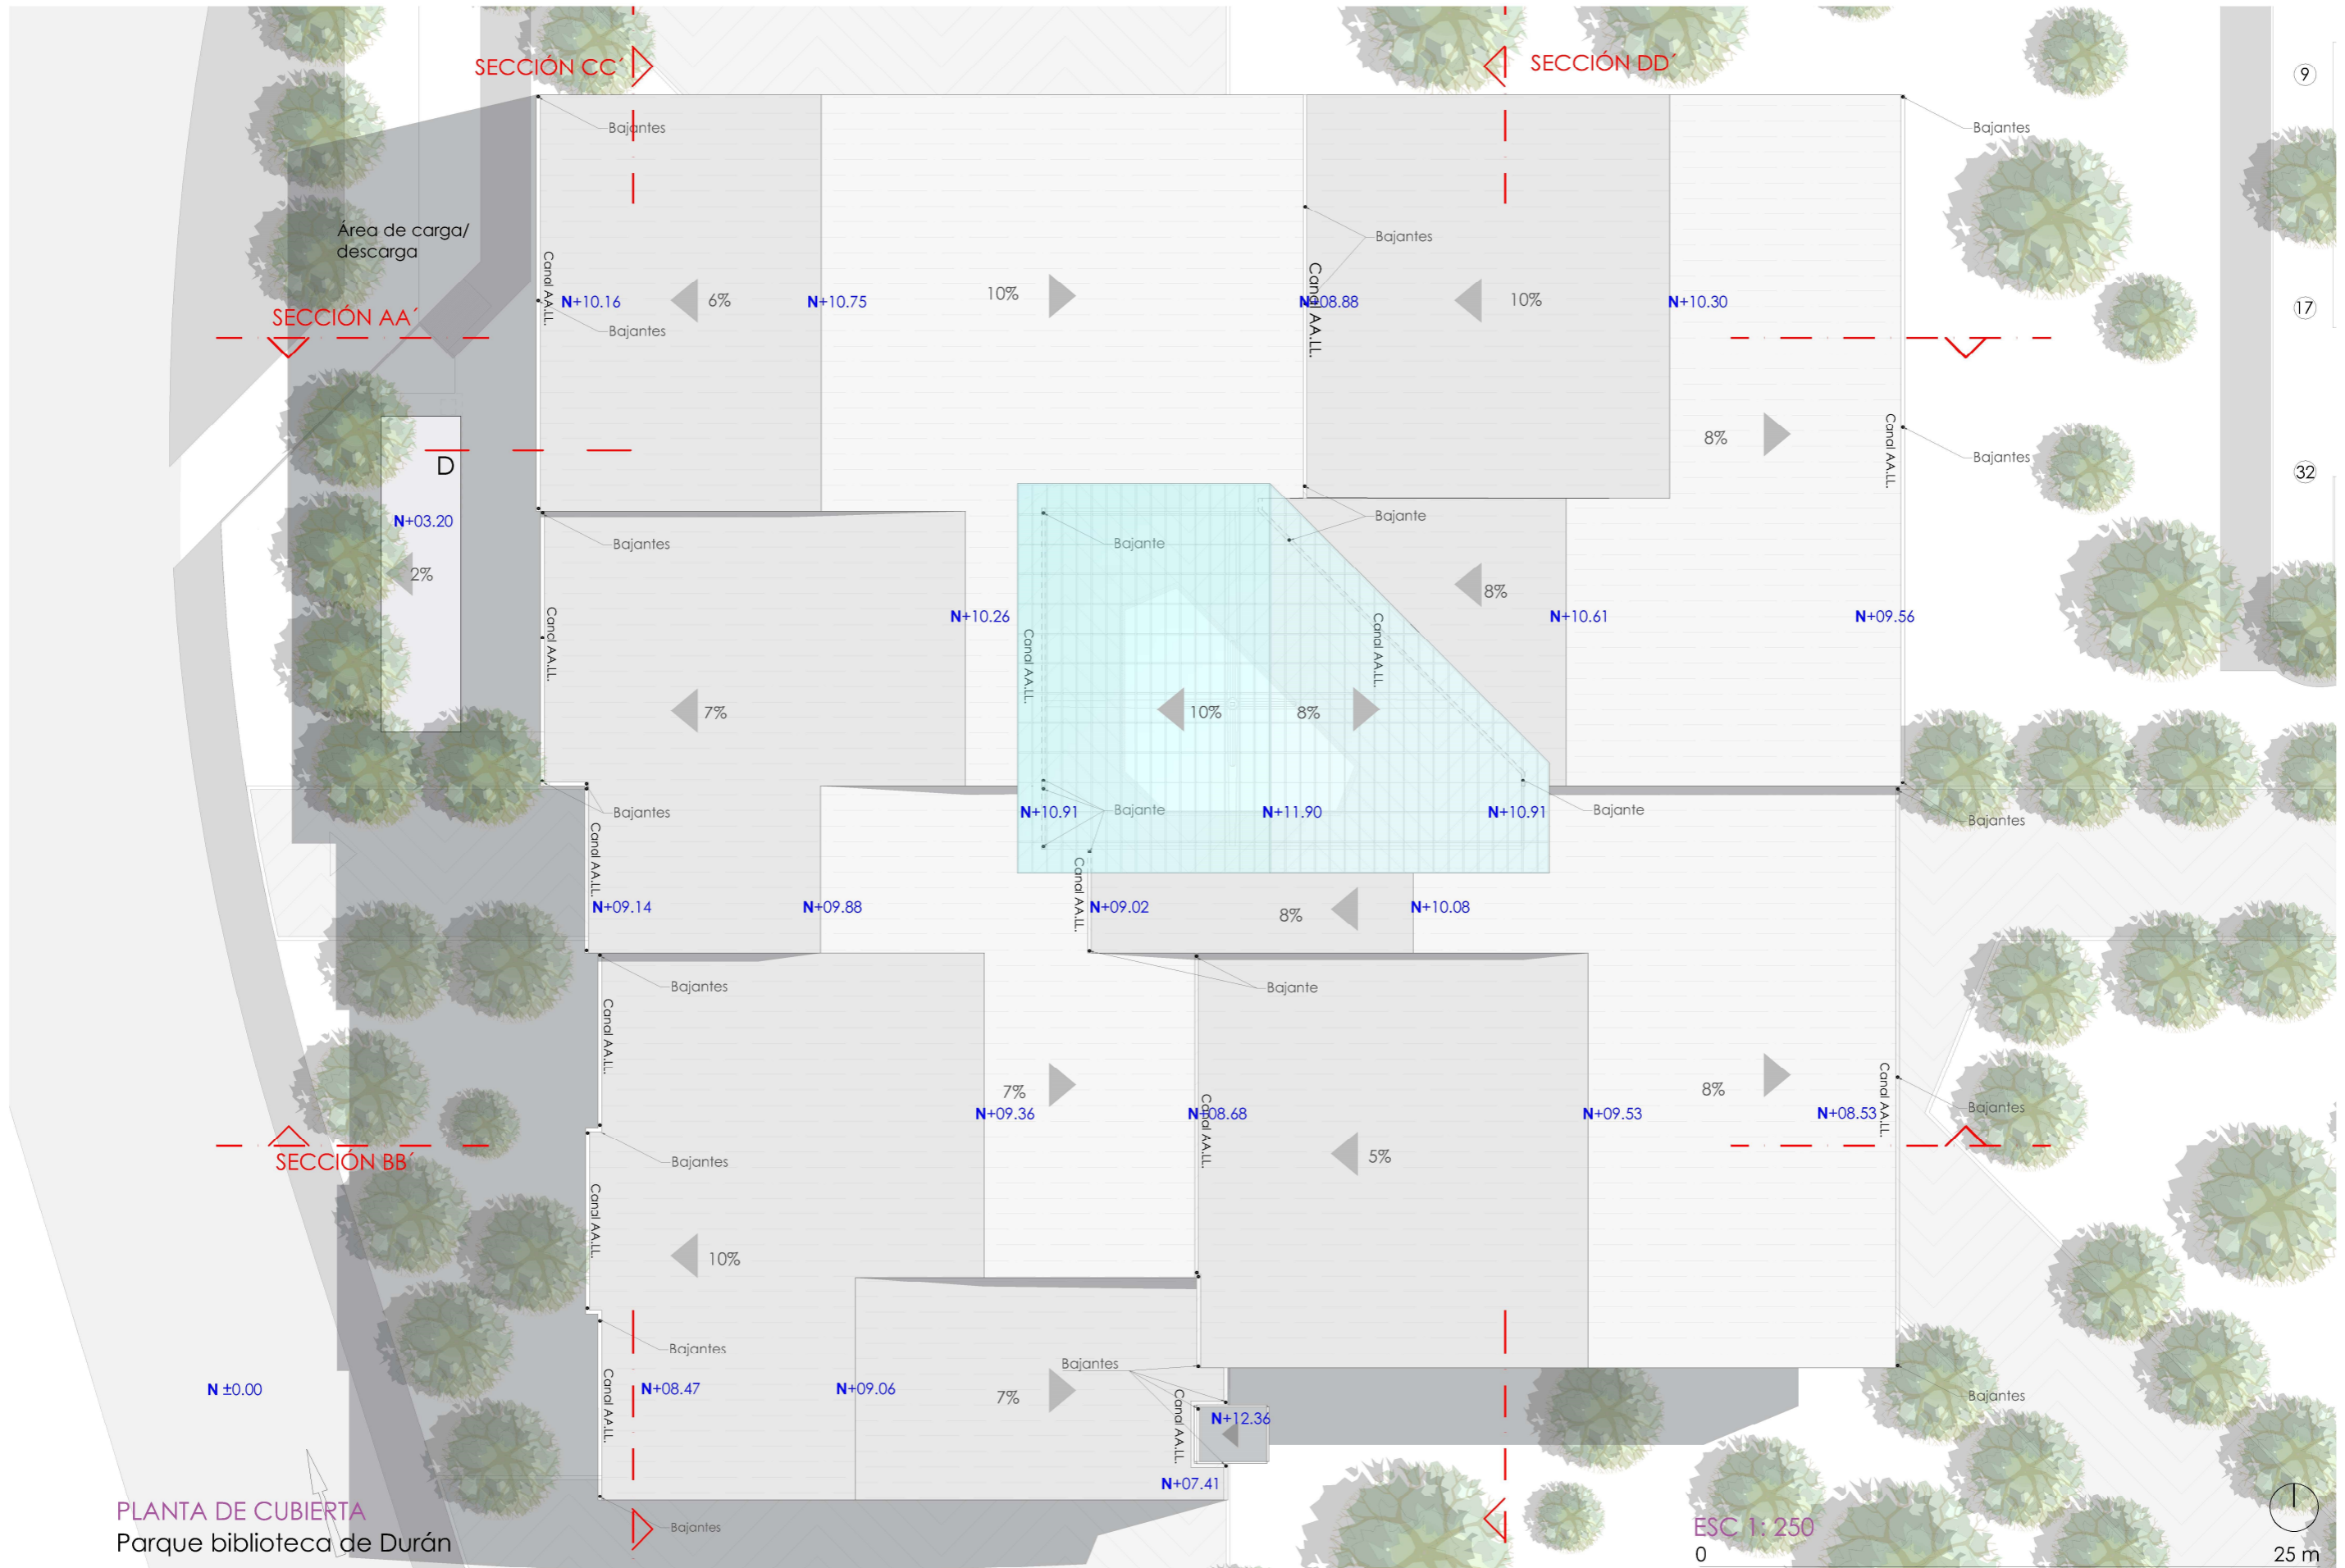 SECCIÓN CC´
SECCIÓN DD´
9
Bajantes
Bajantes
Área de carga/
descarga
Bajantes
Canal AA.LL.
N+10.16
6%
N+10.75
10%
Canal AA.LL.
N+08.88
10%
N+10.30
17
SECCIÓN AA´
Bajantes
8%
Canal AA.LL.
Bajantes
D
32
N+03.20
Bajante
Bajantes
Bajante
2%
8%
Canal AA.LL.
N+10.26
Canal AA.LL.
Canal AA.LL.
N+10.61
N+09.56
7%
10%
8%
Bajantes
N+10.91
Bajante
N+11.90
N+10.91
Bajante
Bajantes
Canal AA.LL.
N+09.14
N+09.88
Canal AA.LL.
N+09.02
8%
N+10.08
Bajantes
Bajante
Canal AA.LL.
7%
8%
Canal AA.LL.
N+09.36
N+08.68
Canal AA.LL.
N+09.53
N+08.53
Bajantes
SECCIÓN BB´
Bajantes
5%
Canal AA.LL.
10%
Bajantes
Bajantes
N ±0.00
Canal AA.LL.
N+08.47
N+09.06
7%
Canal AA.LL.
N+12.36
Bajantes
N+07.41
PLANTA DE CUBIERTA
Parque biblioteca de Durán
Bajantes
ESC 1: 250
0
25 m